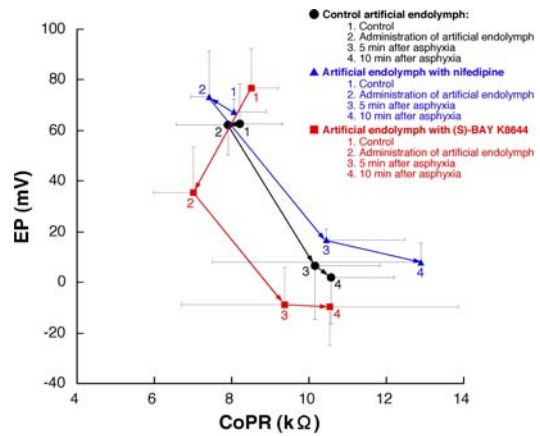 Control artificial endolymph:
1. Control
2. Administration of artificial endolymph
3. 5 min after asphyxia
4. 10 min after asphyxia
Artificial endolymph with nifedipine
1. Control
2. Administration of artificial endolymph
3. 5 min after asphyxia
4. 10 min after asphyxia
Artificial endolymph with (S)-BAY K8644
1. Control
2. Administration of artificial endolymph
3. 5 min after asphyxia
4. 10 min after asphyxia
EP (mV)
100
80
60
40
20
0
-20
-40
2 1 1
2 1
2
3 4
3 4
3 4
4 6 8 10 12 14
CoPR (kΩ)